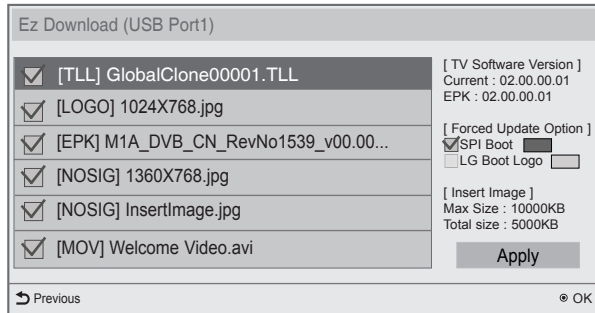 Ez Download (USB Port1)
[TLL] GlobalClone00001.TLL
[LOGO] 1024X768.jpg
[EPK] M1A_DVB_CN_RevNo1539_v00.00...
[NOSIG] 1360X768.jpg
[NOSIG] InsertImage.jpg
[MOV] Welcome Video.avi
[ TV Software Version ]
Current : 02.00.00.01
EPK : 02.00.00.01
[ Forced Update Option ]
SPI Boot
LG Boot Logo
[ Insert Image ]
Max Size : 10000KB
Total size : 5000KB
Apply
Previous
OK